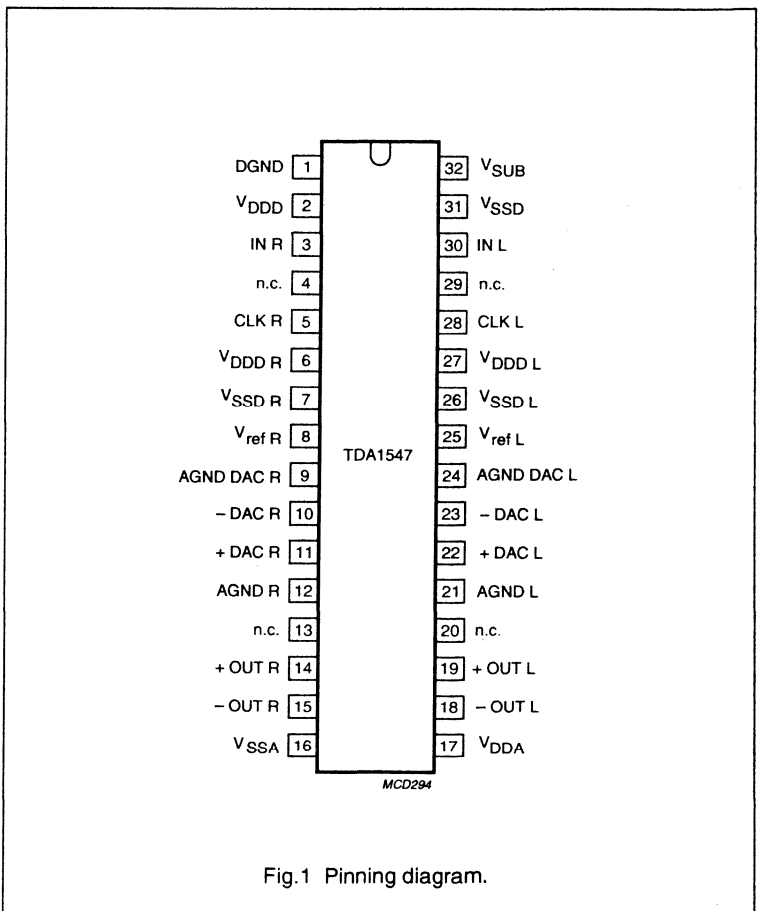 DGND 1
VDDD 2
IN R 3
n.c. 4
CLK R 5
VDDD R 6
VSSD R 7
Vref R 8
AGND DAC R 9
– DAC R 10
+ DAC R 11
AGND R 12
n.c. 13
+ OUT R 14
– OUT R 15
VSSA 16
TDA1547
32 VSUB
31 VSSD
30 IN L
29 n.c.
28 CLK L
27 VDDD L
26 VSSD L
25 Vref L
24 AGND DAC L
23 – DAC L
22 + DAC L
21 AGND L
20 n.c.
19 + OUT L
18 – OUT L
17 VDDA
MCD294
Fig.1 Pinning diagram.